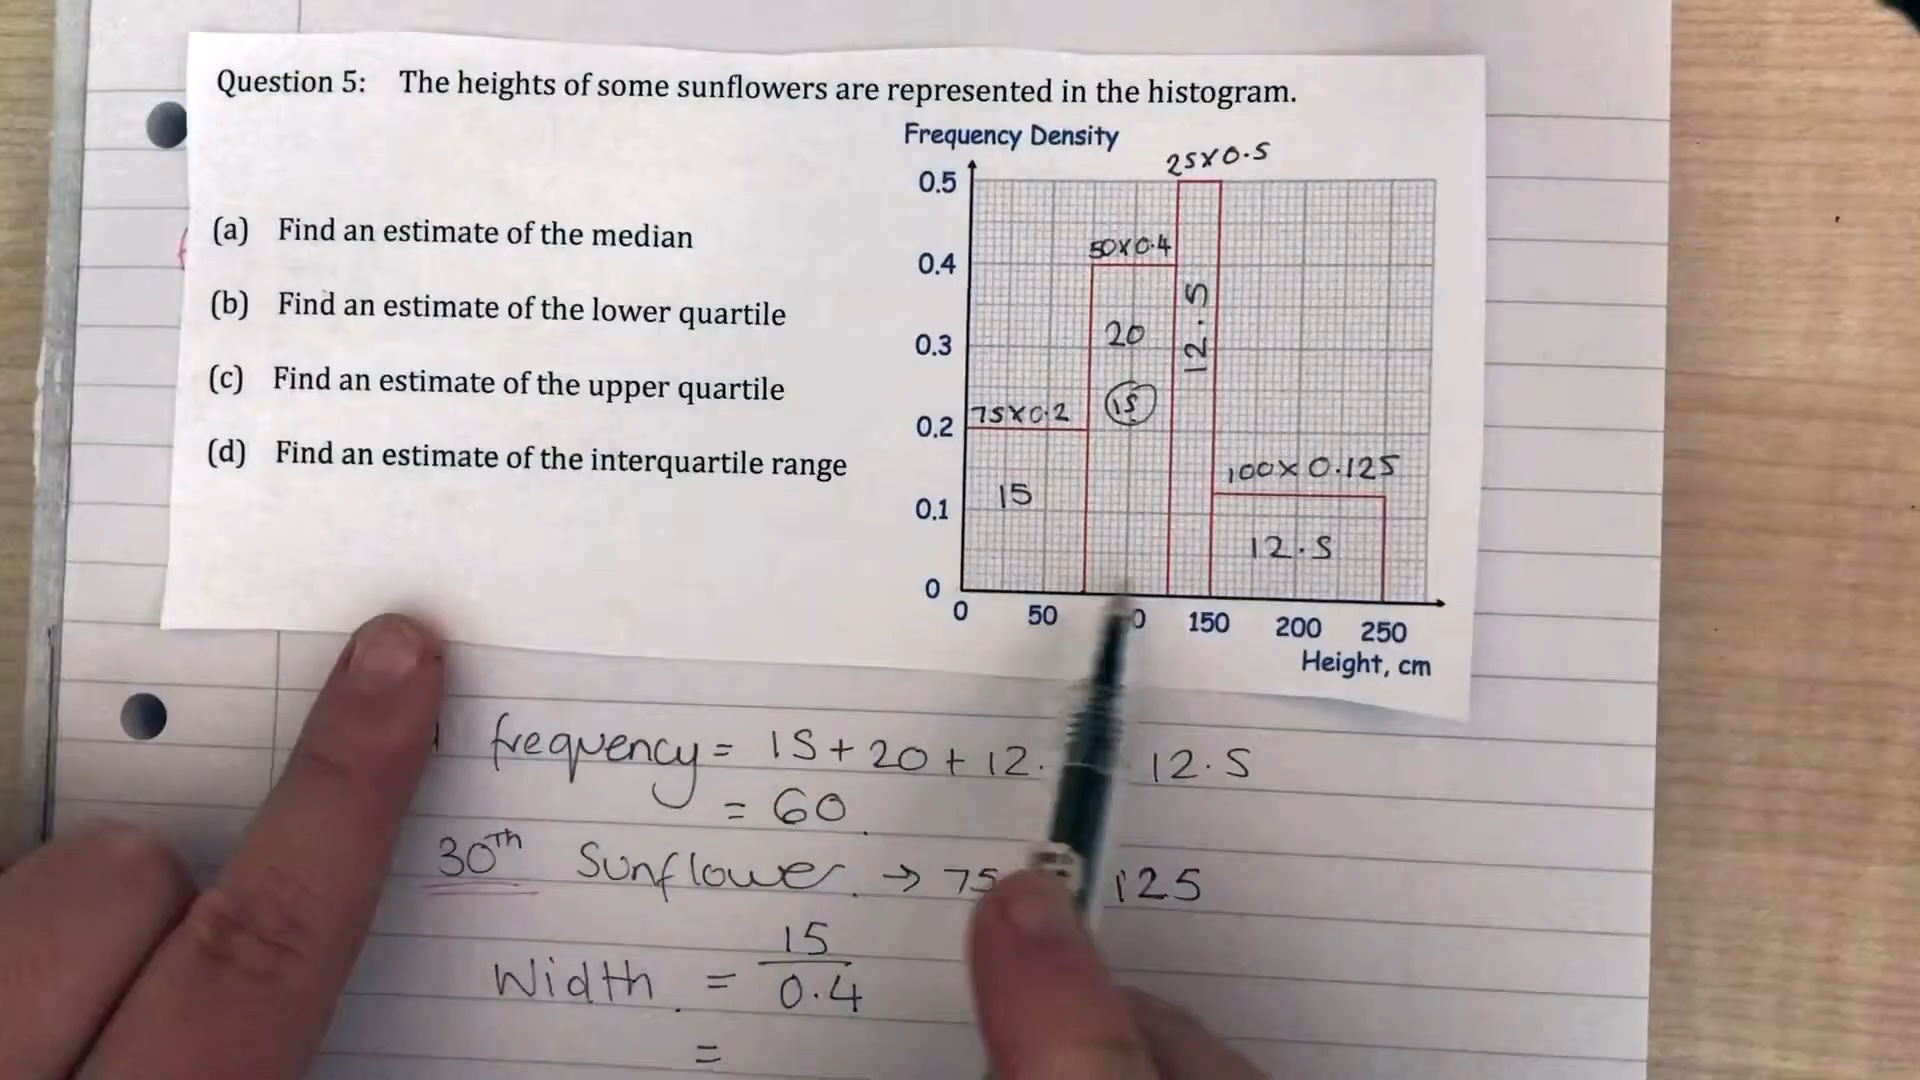 Question 5: The heights of some sunflowers are represented in the histogram.
(a) Find an estimate of the median
(b) Find an estimate of the lower quartile
(c) Find an estimate of the upper quartile
(d) Find an estimate of the interquartile range
Frequency Density
25×0.5
0.5
50×0.4
0.4
12.5
20
0.3
15
75×0.2
0.2
100×0.125
15
0.1
12.5
0
0 50 0 150 200 250
Height, cm
frequency = 15+20+12. 12.5
= 60
30th Sunflower. → 75 125
Width = 15
0.4
=